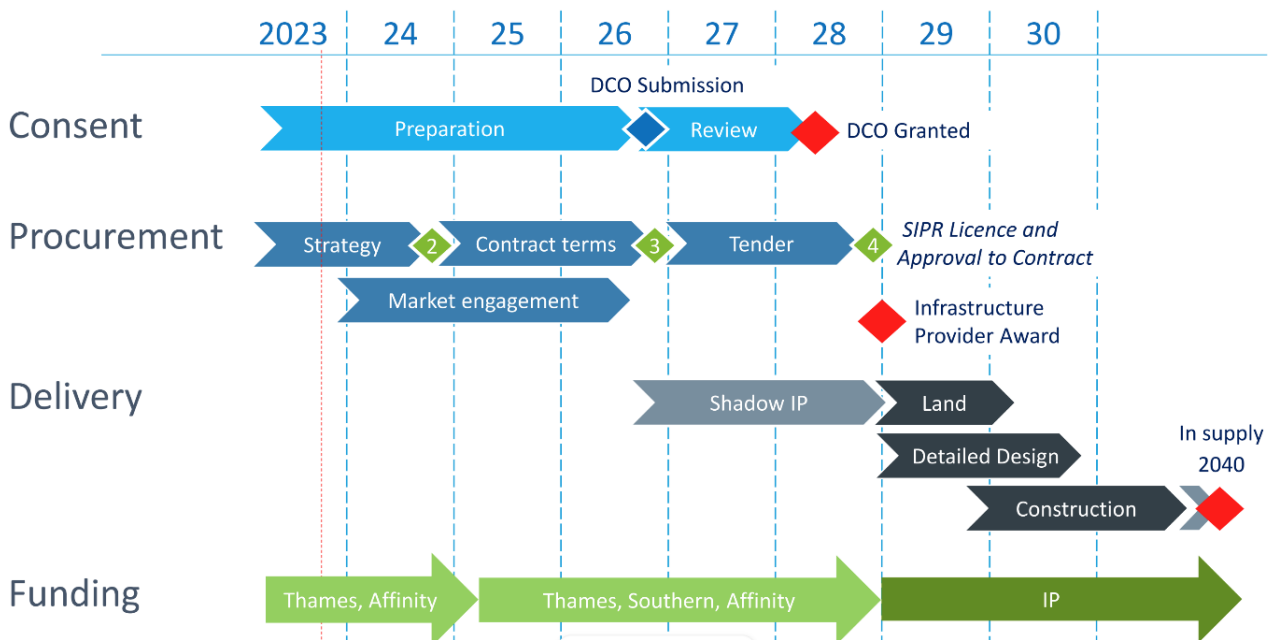 2023 24 25 26 27 28 29 30
DCO Submission
Consent
Preparation
Review
DCO Granted
Procurement
Strategy
2
Contract terms
3
Tender
4
SIPR Licence and
Approval to Contract
Market engagement
Infrastructure
Provider Award
Delivery
Shadow IP
Land
Detailed Design
In supply
2040
Construction
Funding
Thames, Affinity
Thames, Southern, Affinity
IP